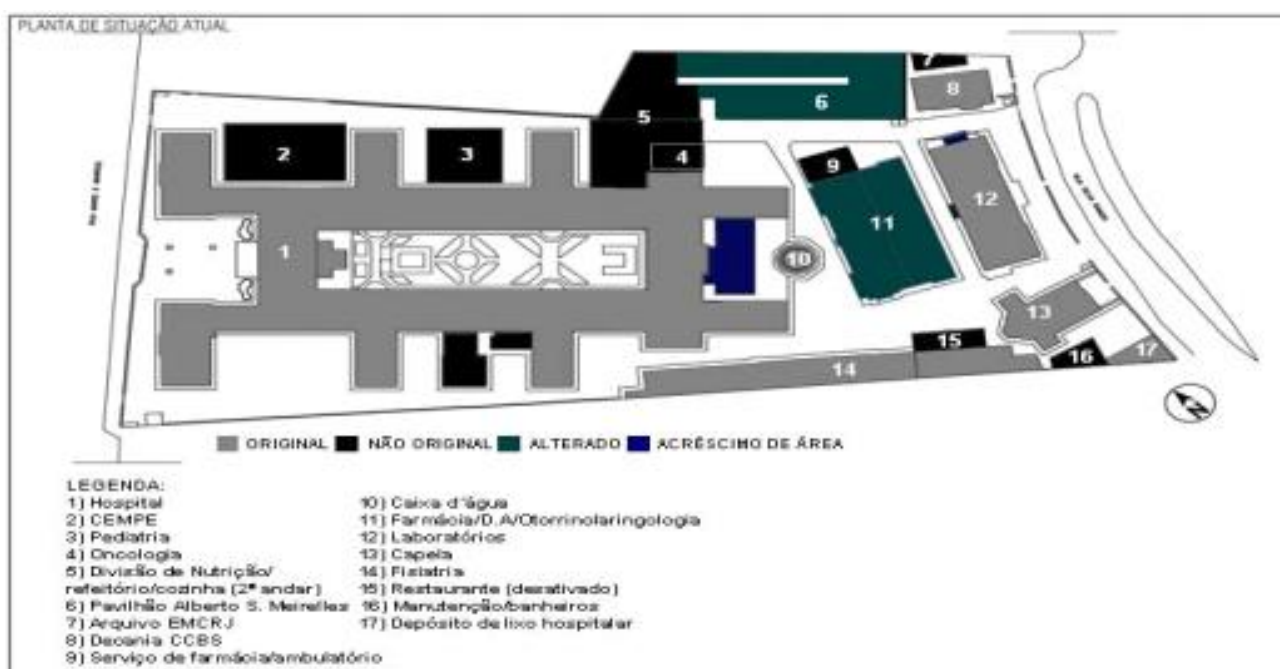 PLANTA DE SITUAÇÃO ATUAL
7
8
5
6
4
2
3
9
12
11
1
10
13
15
16
17
14
N
ORIGINAL NÃO ORIGINAL ALTERADO ACRÉSCIMO DE ÁREA
LEGENDA:
1) Hospital
2) CEMPE
3) Pediatria
4) Oncologia
5) Divisão de Nutrição/
refeitório/cozinha (2º andar)
6) Pavilhão Alberto S. Meirelles
7) Arquivo EMCRJ
8) Decania CCBS
9) Serviço de farmácia/ambulatório
10) Caixa d'água
11) Farmácia/D.A/Otorrinolaringologia
12) Laboratórios
13) Capela
14) Fisiatria
15) Restaurante (desativado)
16) Manutenção/banheiros
17) Depósito de lixo hospitalar